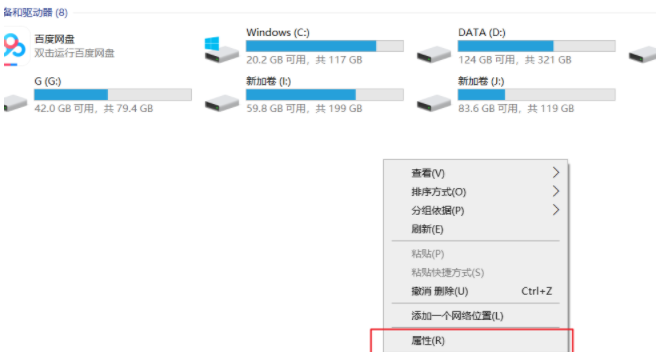 备和驱动器 (8)
百度网盘
双击运行百度网盘
Windows (C:)
20.2 GB 可用，共 117 GB
DATA (D:)
124 GB 可用，共 321 GB
G (G:)
42.0 GB 可用，共 79.4 GB
新加卷 (I:)
59.8 GB 可用，共 199 GB
新加卷 (J:)
83.6 GB 可用，共 119 GB
查看(V)
排序方式(O)
分组依据(P)
刷新(E)
粘贴(P)
粘贴快捷方式(S)
撤消 删除(U) Ctrl+Z
添加一个网络位置(L)
属性(R)